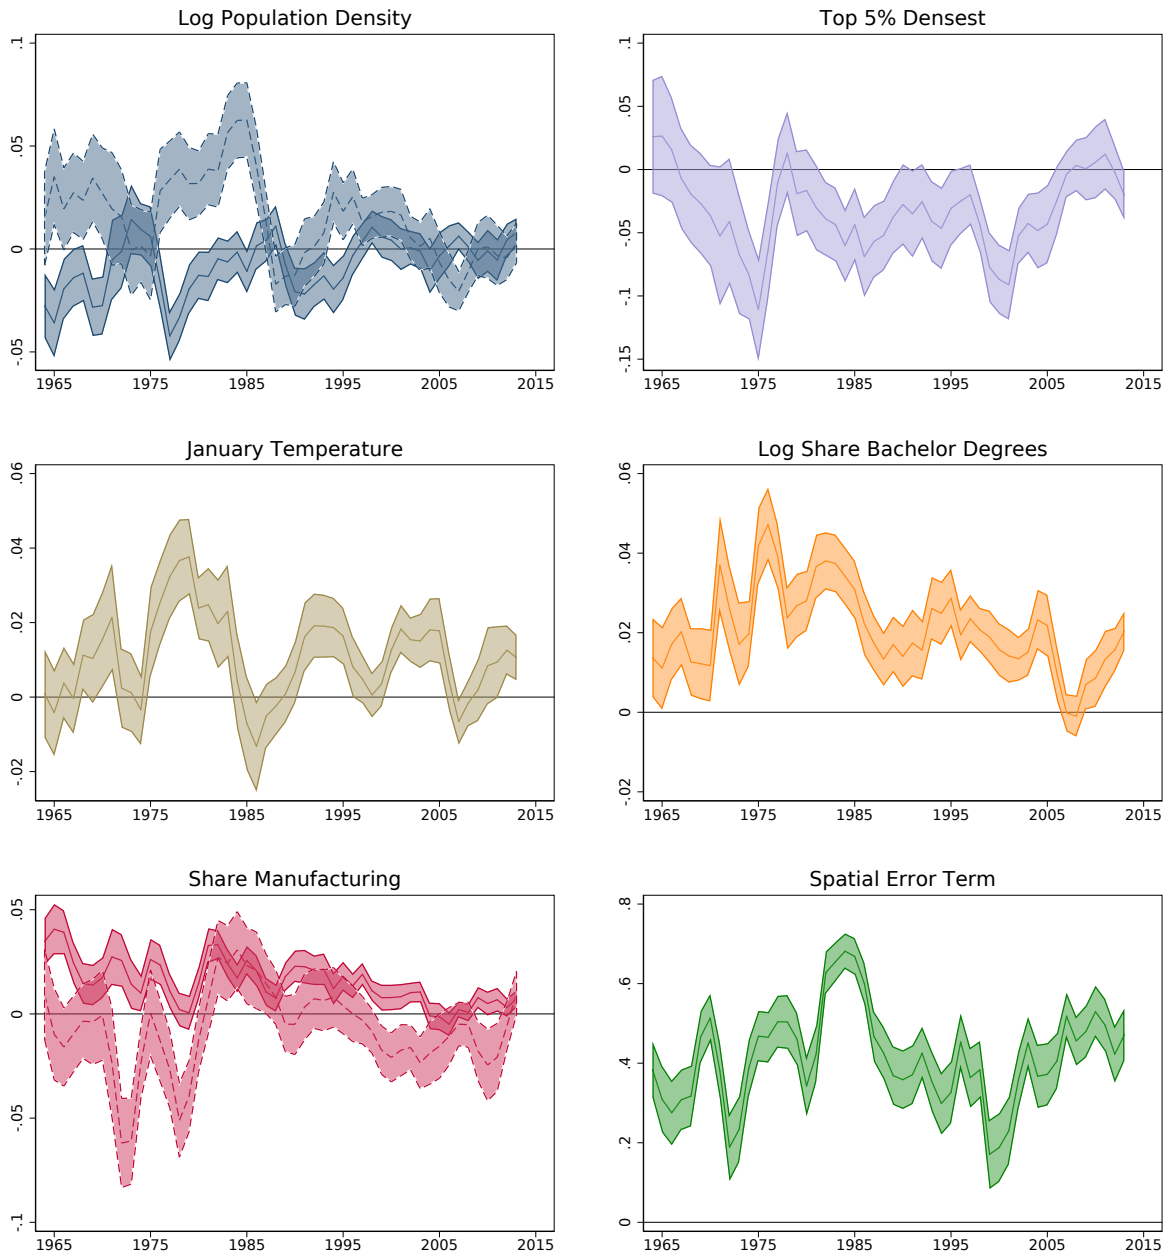 Log Population Density
.1
.05
0
-.05
1965 1975 1985 1995 2005 2015
Top 5% Densest
.1
.05
0
-.05
-.1
-.15
1965 1975 1985 1995 2005 2015
January Temperature
.06
.04
.02
0
-.02
1965 1975 1985 1995 2005 2015
Log Share Bachelor Degrees
.06
.04
.02
0
-.02
1965 1975 1985 1995 2005 2015
Share Manufacturing
.05
0
-.05
-.1
1965 1975 1985 1995 2005 2015
Spatial Error Term
.8
.6
.4
.2
0
1965 1975 1985 1995 2005 2015